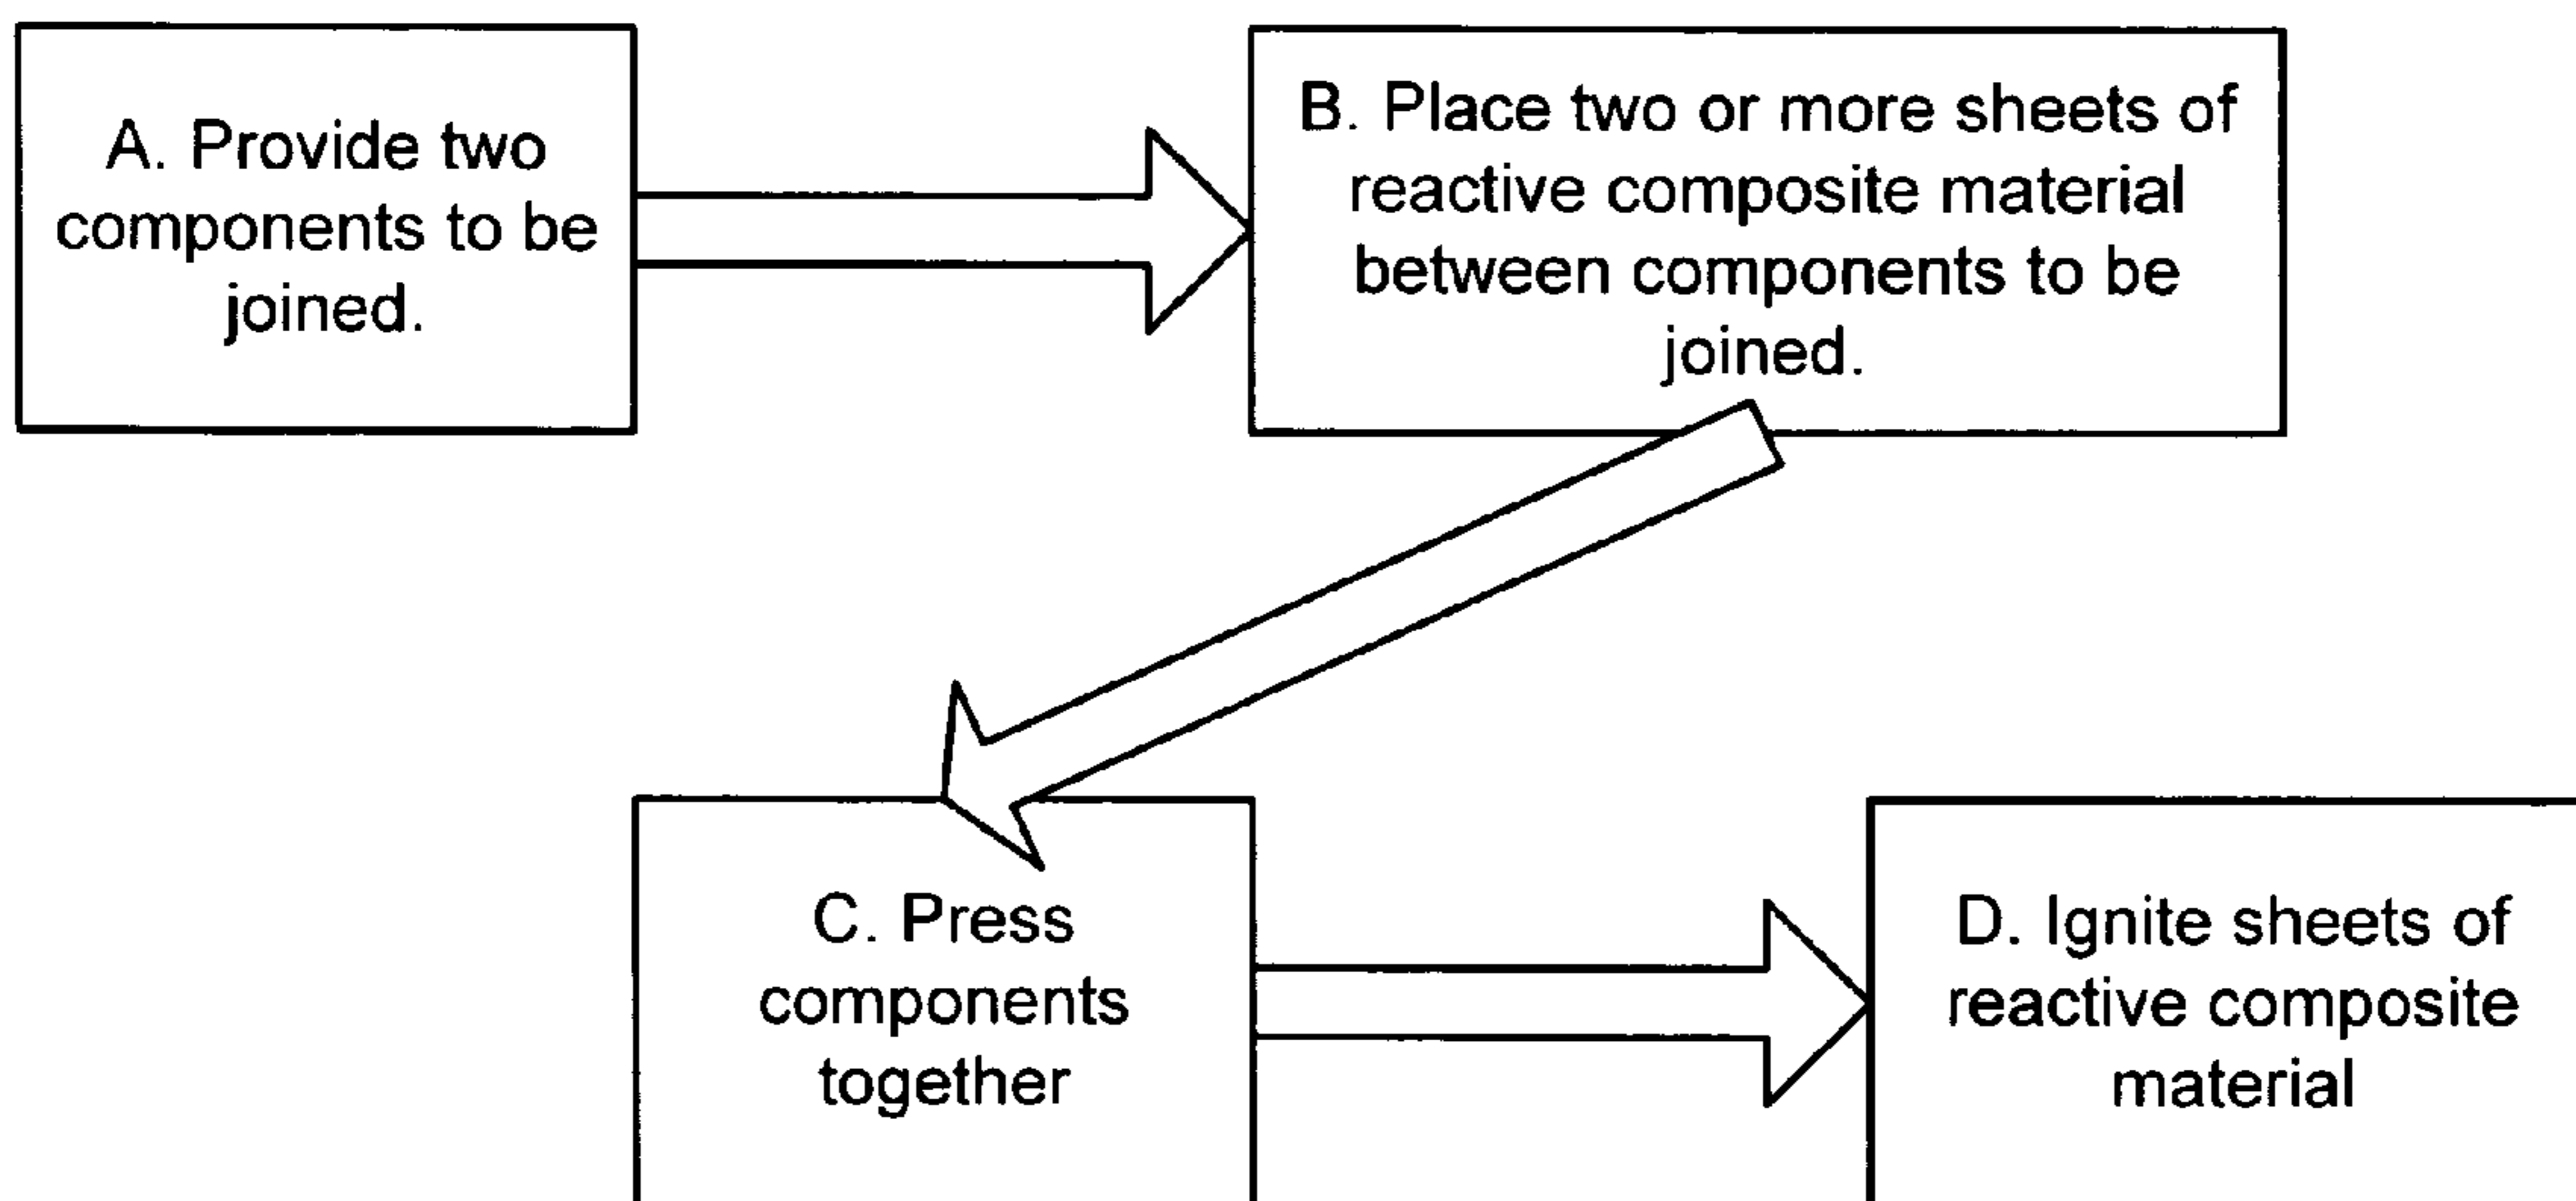 A. Provide two
components to be
joined.
B. Place two or more sheets of
reactive composite material
between components to be
joined.
C. Press
components
together
D. Ignite sheets of
reactive composite
material